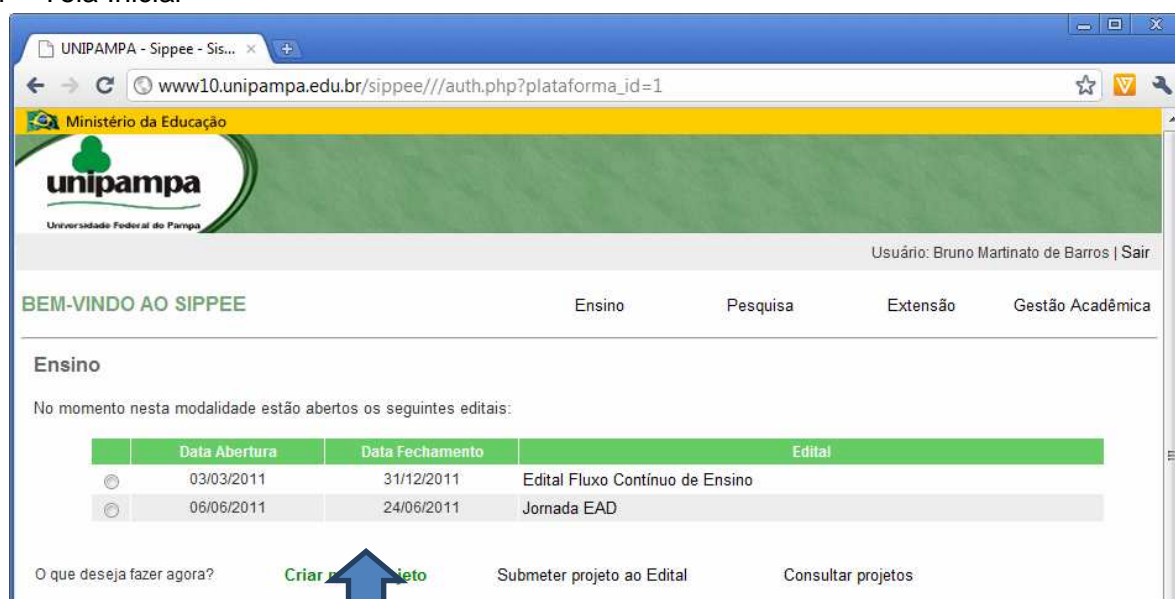 UNIPAMPA - Sippee - Sis...
www10.unipampa.edu.br/sippee///auth.php?plataforma_id=1
Ministério da Educação
unipampa
Universidade Federal do Pampa
Usuário: Bruno Martinato de Barros | Sair
BEM-VINDO AO SIPPEE Ensino Pesquisa Extensão Gestão Acadêmica
Ensino
No momento nesta modalidade estão abertos os seguintes editais:
Data Abertura Data Fechamento Edital
03/03/2011 31/12/2011 Edital Fluxo Contínuo de Ensino
06/06/2011 24/06/2011 Jornada EAD
O que deseja fazer agora? Criar Submeter projeto ao Edital Consultar projetos